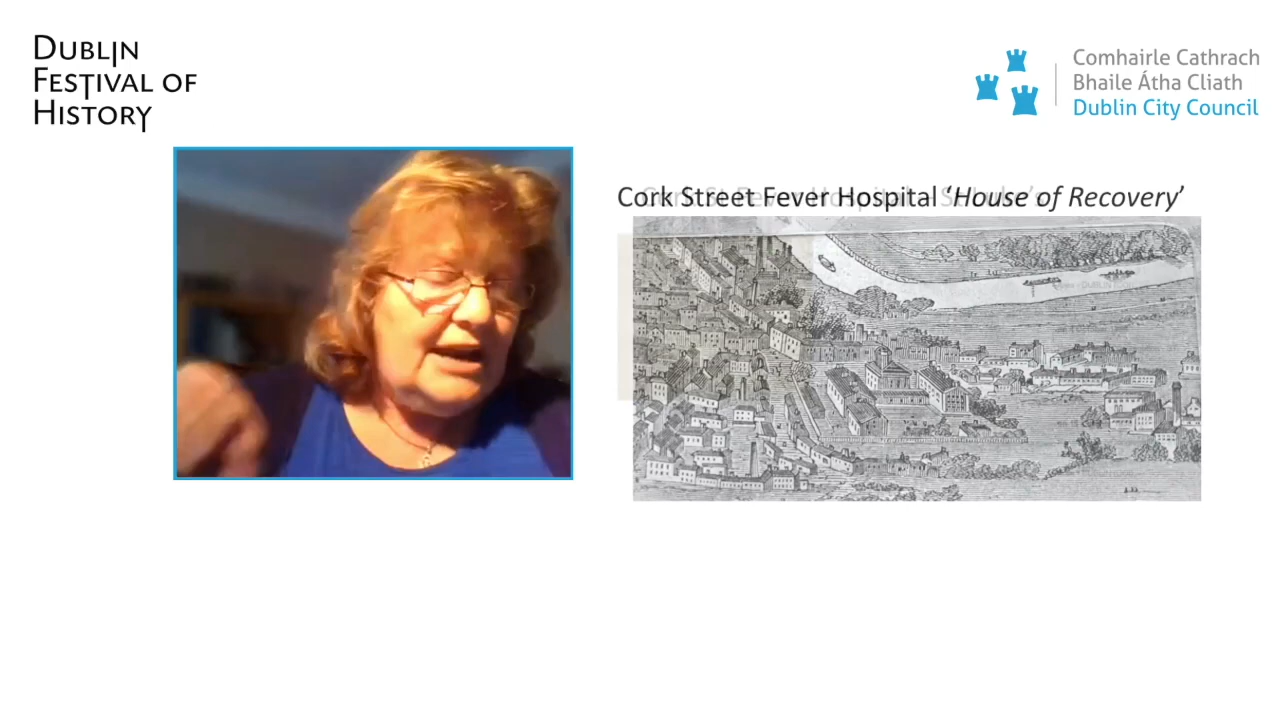 DUBLIN
FESTIVAL OF
HISTORY
Comhairle Cathrach
Bhaile Átha Cliath
Dublin City Council
Cork Street Fever Hospital ‘House of Recovery’